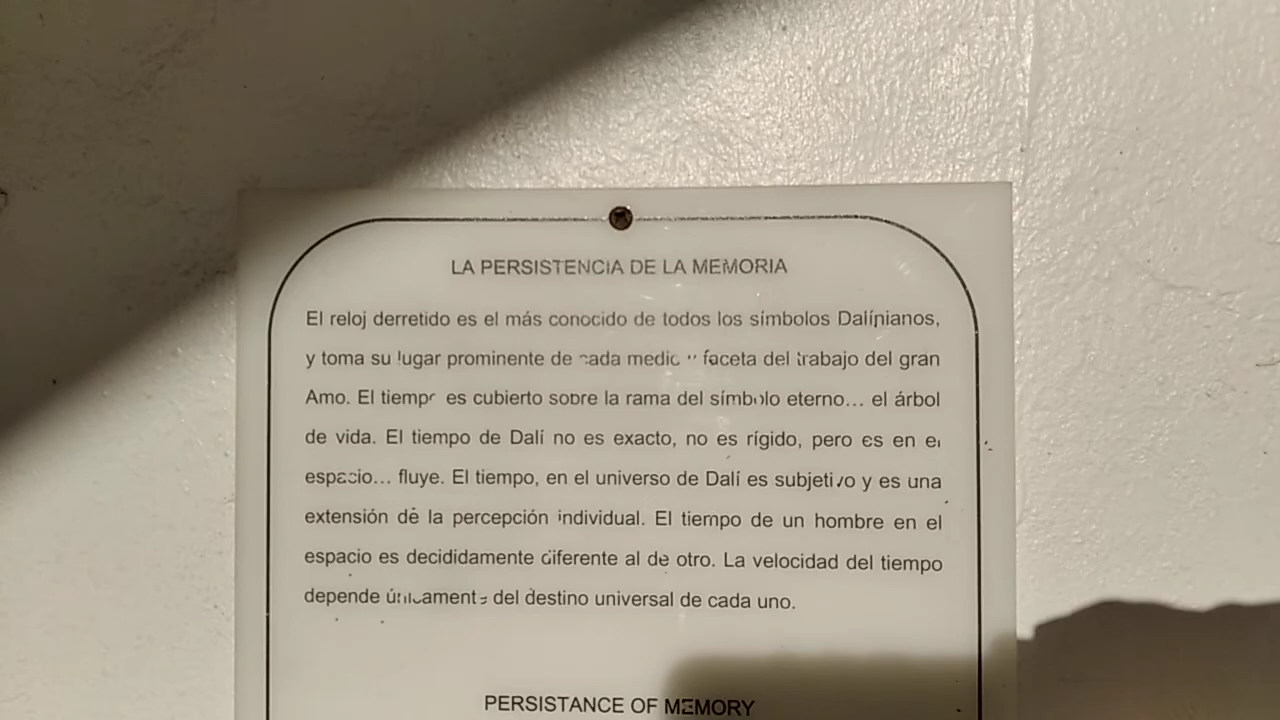 LA PERSISTENCIA DE LA MEMORIA
El reloj derretido es el más conocido de todos los símbolos Dalínianos,
y toma su lugar prominente de cada medio y faceta del trabajo del gran
Amo. El tiempo es cubierto sobre la rama del símbolo eterno... el árbol
de vida. El tiempo de Dalí no es exacto, no es rígido, pero es en el
espacio... fluye. El tiempo, en el universo de Dalí es subjetivo y es una
extensión de la percepción individual. El tiempo de un hombre en el
espacio es decididamente diferente al de otro. La velocidad del tiempo
depende únicamente del destino universal de cada uno.
PERSISTANCE OF MEMORY